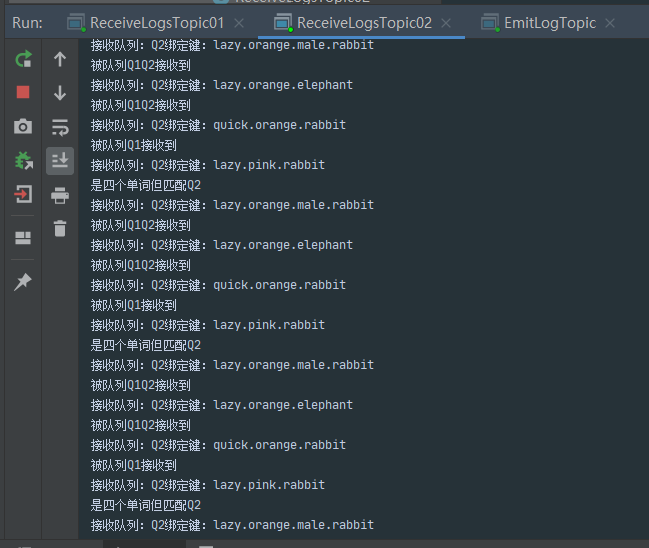 Run: ReceiveLogsTopic01 × ReceiveLogsTopic02 × EmitLogTopic ×
接收队列: Q2绑定键: lazy.orange.male.rabbit
被队列Q1Q2接收到
接收队列: Q2绑定键: lazy.orange.elephant
被队列Q1Q2接收到
接收队列: Q2绑定键: quick.orange.rabbit
被队列Q1接收到
接收队列: Q2绑定键: lazy.pink.rabbit
是四个单词但匹配Q2
接收队列: Q2绑定键: lazy.orange.male.rabbit
被队列Q1Q2接收到
接收队列: Q2绑定键: lazy.orange.elephant
被队列Q1Q2接收到
接收队列: Q2绑定键: quick.orange.rabbit
被队列Q1接收到
接收队列: Q2绑定键: lazy.pink.rabbit
是四个单词但匹配Q2
接收队列: Q2绑定键: lazy.orange.male.rabbit
被队列Q1Q2接收到
接收队列: Q2绑定键: lazy.orange.elephant
被队列Q1Q2接收到
接收队列: Q2绑定键: quick.orange.rabbit
被队列Q1接收到
接收队列: Q2绑定键: lazy.pink.rabbit
是四个单词但匹配Q2
接收队列: Q2绑定键: lazy.orange.male.rabbit